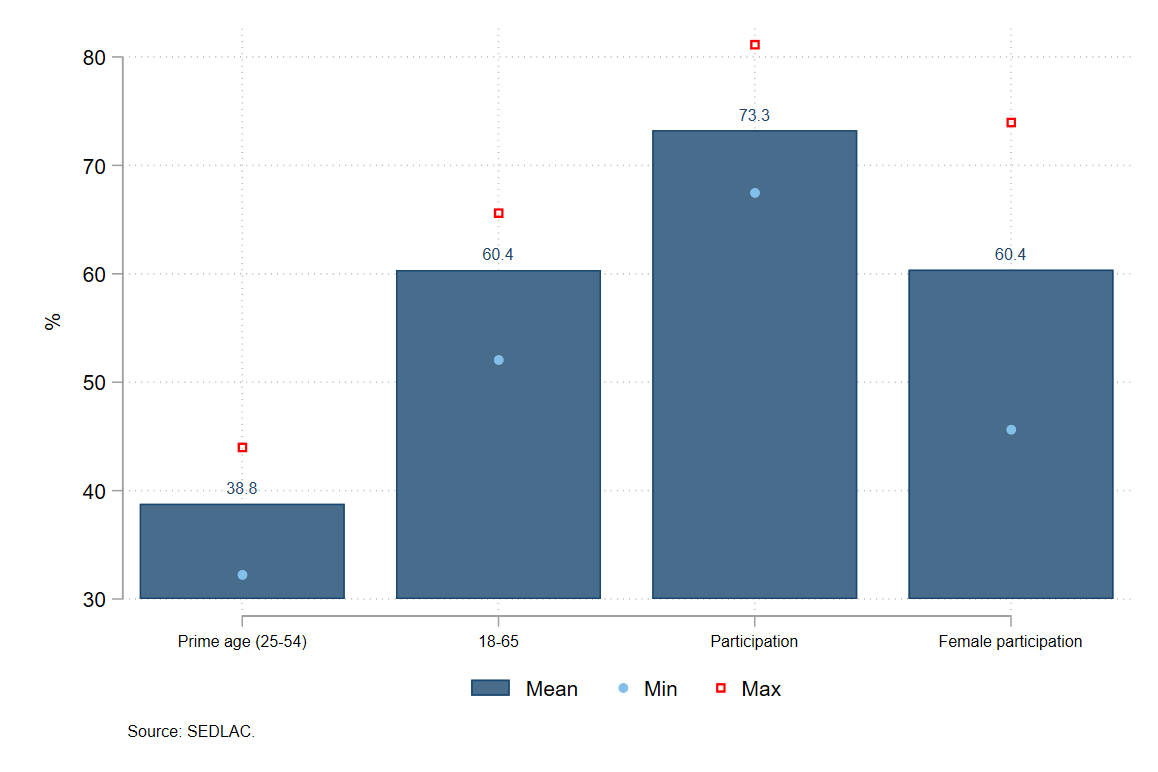 80
70
60
50
40
30
%
38.8
60.4
73.3
60.4
Prime age (25-54)
18-65
Participation
Female participation
Mean
Min
Max
Source: SEDLAC.